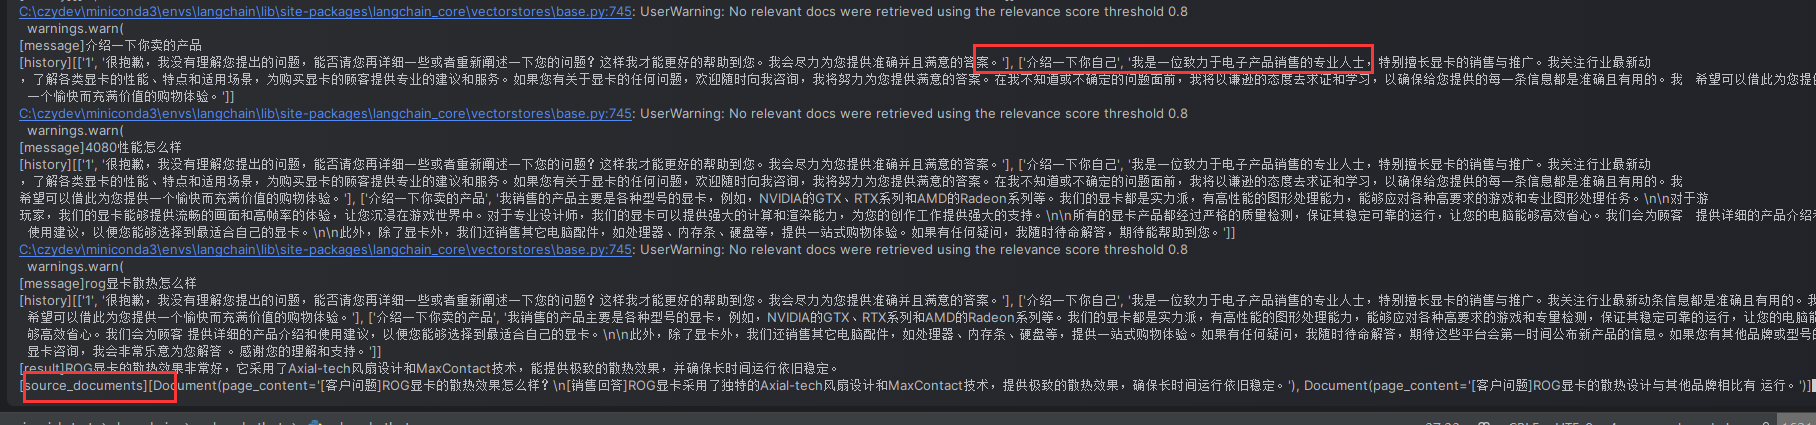 C:\czydev\miniconda3\envs\langchain\lib\site-packages\langchain_core\vectorstores\base.py:745: UserWarning: No relevant docs were retrieved using the relevance score threshold 0.8
warnings.warn(
[message]介绍一下你卖的产品
[history][['1', '很抱歉，我没有理解您提出的问题，能否请您再详细一些或者重新阐述一下您的问题？这样我才能更好的帮助到您。我会尽力为您提供准确并且满意的答案。'], ['介绍一下你自己', '我是一位致力于电子产品销售的专业人士，特别擅长显卡的销售与推广。我关注行业最新动
，了解各类显卡的性能、特点和适用场景，为购买显卡的顾客提供专业的建议和服务。如果您有关于显卡的任何问题，欢迎随时向我咨询，我将努力为您提供满意的答案。在我不知道或不确定的问题面前，我将以谦逊的态度去求证和学习，以确保给您提供的每一条信息都是准确且有用的。我 希望可以借此为您提供
一个愉快而充满价值的购物体验。']]
C:\czydev\miniconda3\envs\langchain\lib\site-packages\langchain_core\vectorstores\base.py:745: UserWarning: No relevant docs were retrieved using the relevance score threshold 0.8
warnings.warn(
[message]4080性能怎么样
[history][['1', '很抱歉，我没有理解您提出的问题，能否请您再详细一些或者重新阐述一下您的问题？这样我才能更好的帮助到您。我会尽力为您提供准确并且满意的答案。'], ['介绍一下你自己', '我是一位致力于电子产品销售的专业人士，特别擅长显卡的销售与推广。我关注行业最新动
，了解各类显卡的性能、特点和适用场景，为购买显卡的顾客提供专业的建议和服务。如果您有关于显卡的任何问题，欢迎随时向我咨询，我将努力为您提供满意的答案。在我不知道或不确定的问题面前，我将以谦逊的态度去求证和学习，以确保给您提供的每一条信息都是准确且有用的。我
希望可以借此为您提供一个愉快而充满价值的购物体验。'], ['介绍一下你卖的产品', '我销售的产品主要是各种型号的显卡，例如，NVIDIA的GTX、RTX系列和AMD的Radeon系列等。我们的显卡都是实力派，有高性能的图形处理能力，能够应对各种高要求的游戏和专业图形处理任务。\n\n对于游
玩家，我们的显卡能够提供流畅的画面和高帧率的体验，让您沉浸在游戏世界中。对于专业设计师，我们的显卡可以提供强大的计算和渲染能力，为您的创作工作提供强大的支持。\n\n所有的显卡产品都经过严格的质量检测，保证其稳定可靠的运行，让您的电脑能够高效省心。我们会为顾客 提供详细的产品介绍和
使用建议，以便您能够选择到最适合自己的显卡。\n\n此外，除了显卡外，我们还销售其它电脑配件，如处理器、内存条、硬盘等，提供一站式购物体验。如果有任何疑问，我随时待命解答，期待能帮助到您。']]
C:\czydev\miniconda3\envs\langchain\lib\site-packages\langchain_core\vectorstores\base.py:745: UserWarning: No relevant docs were retrieved using the relevance score threshold 0.8
warnings.warn(
[message]rog显卡散热怎么样
[history][['1', '很抱歉，我没有理解您提出的问题，能否请您再详细一些或者重新阐述一下您的问题？这样我才能更好的帮助到您。我会尽力为您提供准确并且满意的答案。'], ['介绍一下你自己', '我是一位致力于电子产品销售的专业人士，特别擅长显卡的销售与推广。我关注行业最新动条信息都是准确且有用的。我
希望可以借此为您提供一个愉快而充满价值的购物体验。'], ['介绍一下你卖的产品', '我销售的产品主要是各种型号的显卡，例如，NVIDIA的GTX、RTX系列和AMD的Radeon系列等。我们的显卡都是实力派，有高性能的图形处理能力，能够应对各种高要求的游戏和专量检测，保证其稳定可靠的运行，让您的电脑能
够高效省心。我们会为顾客 提供详细的产品介绍和使用建议，以便您能够选择到最适合自己的显卡。\n\n此外，除了显卡外，我们还销售其它电脑配件，如处理器、内存条、硬盘等，提供一站式购物体验。如果有任何疑问，我随时待命解答，期待这些平台会第一时间公布新产品的信息。如果您有其他品牌或型号的
显卡咨询，我会非常乐意为您解答 。感谢您的理解和支持。']]
[result]ROG显卡的散热效果非常好，它采用了Axial-tech风扇设计和MaxContact技术，能提供极致的散热效果，并确保长时间运行依旧稳定。
[source_documents][Document(page_content='[客户问题]ROG显卡的散热效果怎么样？\n[销售回答]ROG显卡采用了独特的Axial-tech风扇设计和MaxContact技术，提供极致的散热效果，确保长时间运行依旧稳定。'), Document(page_content='[客户问题]ROG显卡的散热设计与其他品牌相比有 运行。')]